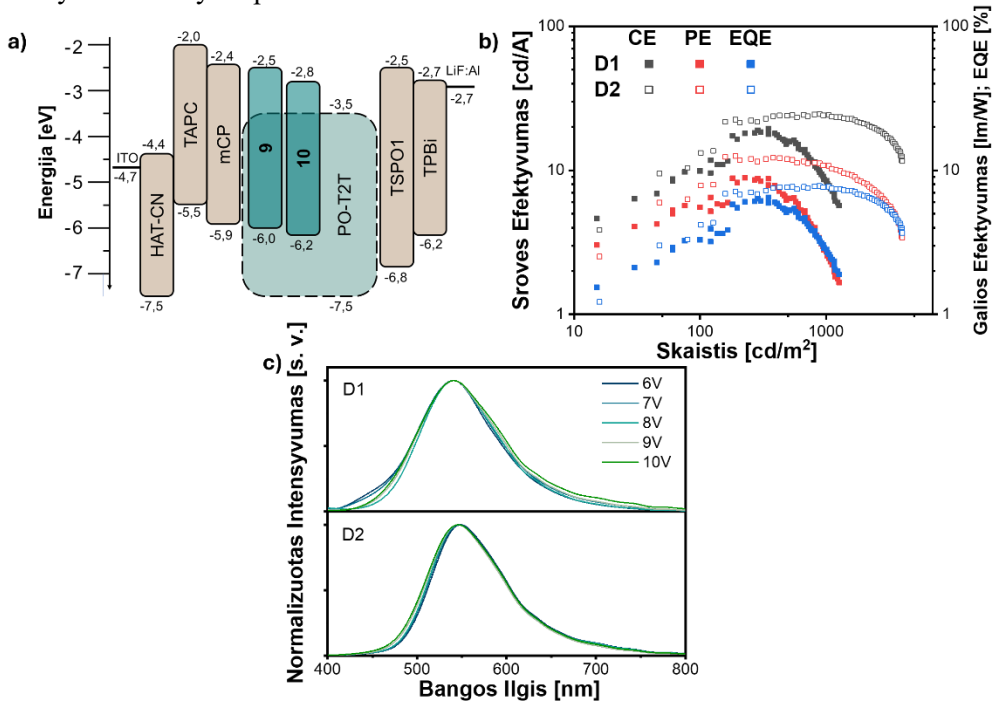 a)
Energija [eV]
-2
-3
-4
-5
-6
-7
ITO
-4,7
-4,4
HAT-CN
-7,5
-2,0
TAPC
-5,5
-2,4
mCP
-5,9
-2,5
9
-6,0
-2,8
10
-6,2
-3,5
PO-T2T
-7,5
-2,5
TSPO1
-6,8
-2,7
TPBi
-6,2
LiF:Al
-2,7
b)
CE PE EQE
D1
D2
Sroves Efektyvumas [cd/A]
100
10
1
Galios Efektyvumas [lm/W]; EQE [%]
100
10
1
10 100 1000
Skaistis [cd/m²]
c)
Normalizuotas Intensyvumas [s. v.]
D1
6V
7V
8V
9V
10V
D2
400 500 600 700 800
Bangos Ilgis [nm]